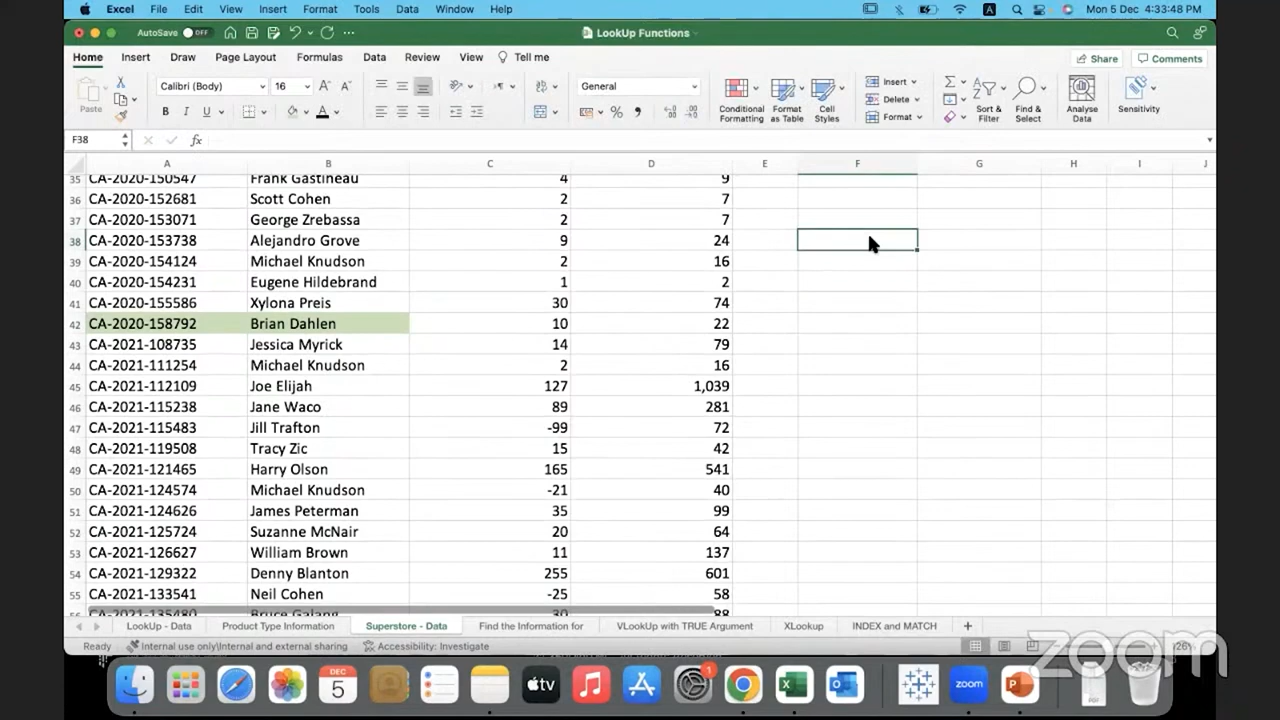 Excel File Edit View Insert Format Tools Data Window Help A Mon 5 Dec 4:33:48 PM
AutoSave OFF ... LookUp Functions
Home Insert Draw Page Layout Formulas Data Review View Tell me Share Comments
Paste Calibri (Body) 16 A A General Insert Delete Format
B I U A % Conditional Formatting Format as Table Cell Styles Sort & Filter Find & Select Analyse Data Sensitivity
F38 fx
A B C D E F G H I J
35 CA-2020-150547 Frank Gastineau 4 9
36 CA-2020-152681 Scott Cohen 2 7
37 CA-2020-153071 George Zrebassa 2 7
38 CA-2020-153738 Alejandro Grove 9 24
39 CA-2020-154124 Michael Knudson 2 16
40 CA-2020-154231 Eugene Hildebrand 1 2
41 CA-2020-155586 Xylona Preis 30 74
42 CA-2020-158792 Brian Dahlen 10 22
43 CA-2021-108735 Jessica Myrick 14 79
44 CA-2021-111254 Michael Knudson 2 16
45 CA-2021-112109 Joe Elijah 127 1,039
46 CA-2021-115238 Jane Waco 89 281
47 CA-2021-115483 Jill Trafton -99 72
48 CA-2021-119508 Tracy Zic 15 42
49 CA-2021-121465 Harry Olson 165 541
50 CA-2021-124574 Michael Knudson -21 40
51 CA-2021-124626 James Peterman 35 99
52 CA-2021-125724 Suzanne McNair 20 64
53 CA-2021-126627 William Brown 11 137
54 CA-2021-129322 Denny Blanton 255 601
55 CA-2021-133541 Neil Cohen -25 58
56 CA-2021-135480 Bruce Galang 30 88
LookUp - Data Product Type Information Superstore - Data Find the Information for VLookUp with TRUE Argument XLookup INDEX and MATCH +
Ready Internal use only\Internal and external sharing Accessibility: Investigate
zoom
DEC 5 tv 1 zoom P